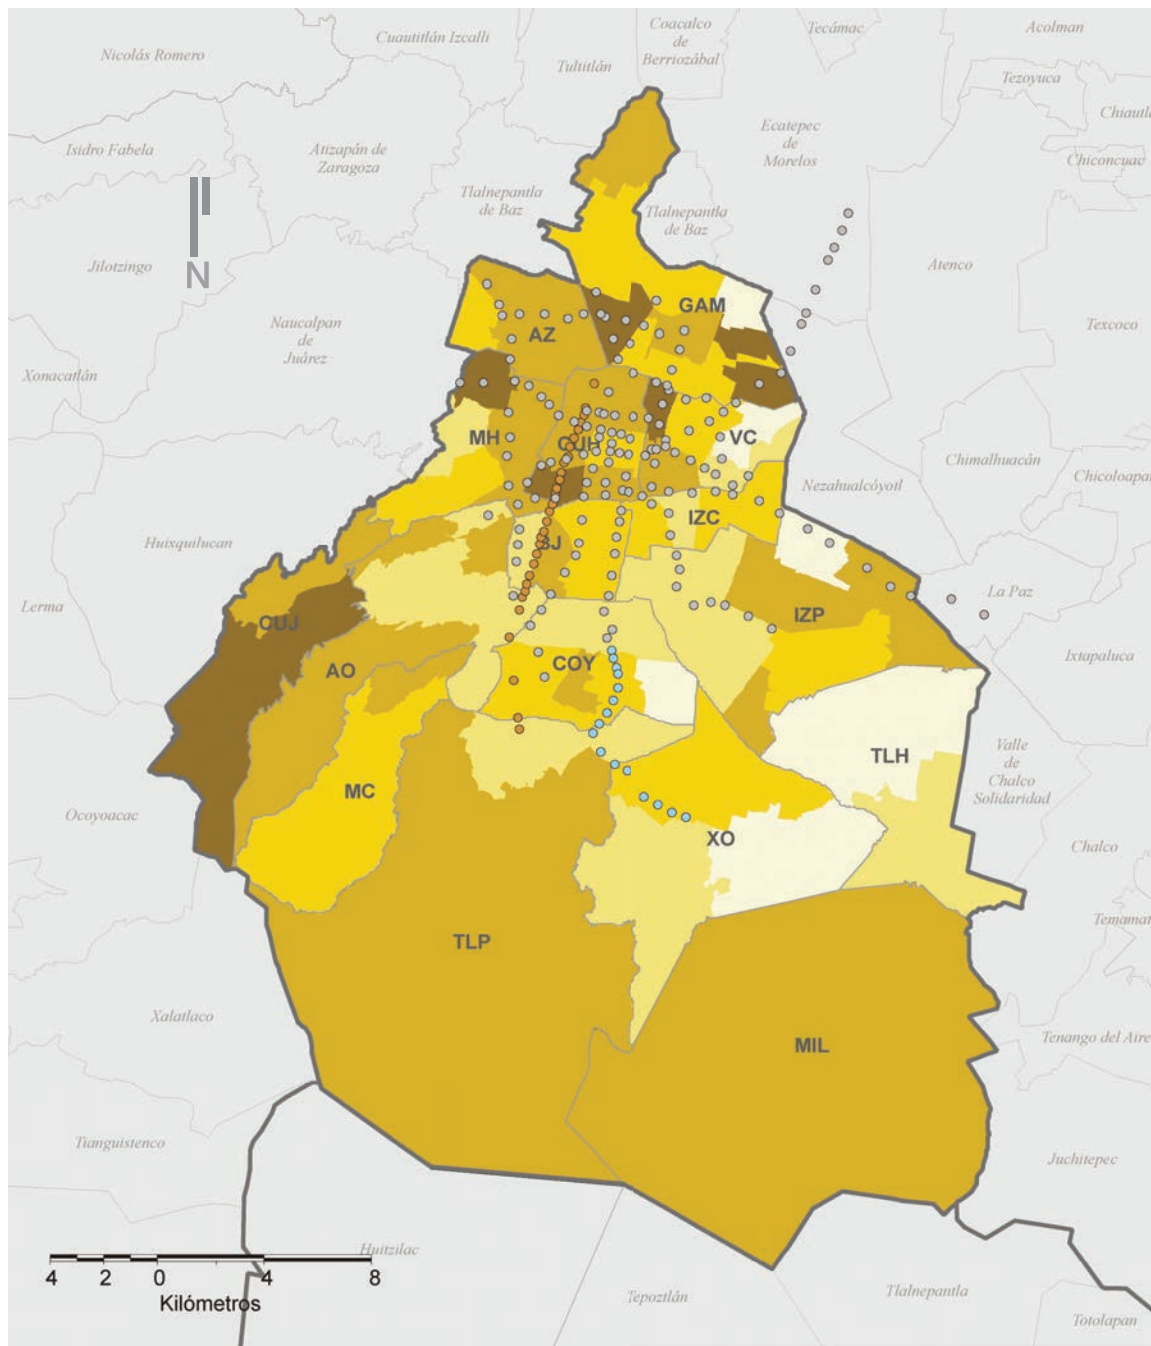 Coacalco
de
Berriozábal
Tecámac
Acolman
Cuautitlán Izcalli
Nicolás Romero
Tultitlán
Tezoyuca
Ecatepec
de
Morelos
Isidro Fabela
Atizapán de
Zaragoza
Chiconcuac
Tlalnepantla
de Baz
Tlalnepantla
de Baz
N
Jilotzingo
Atenco
GAM
Naucalpan
de
Juárez
AZ
Texcoco
Xonacatlán
MH
CUH
VC
Chimalhuacán
Nezahualcóyotl
IZC
Huixquilucan
BJ
La Paz
Lerma
CUJ
IZP
AO
COY
Ixtapaluca
TLH
Valle
de
Chalco
Solidaridad
MC
Ocoyoacac
XO
Chalco
TLP
Xalatlaco
MIL
Tenango del Aire
Tianguistenco
Juchitepec
Huitzilac
4 2 0 4 8
Kilómetros
Tepoztlán
Tlalnepantla
Totolapan